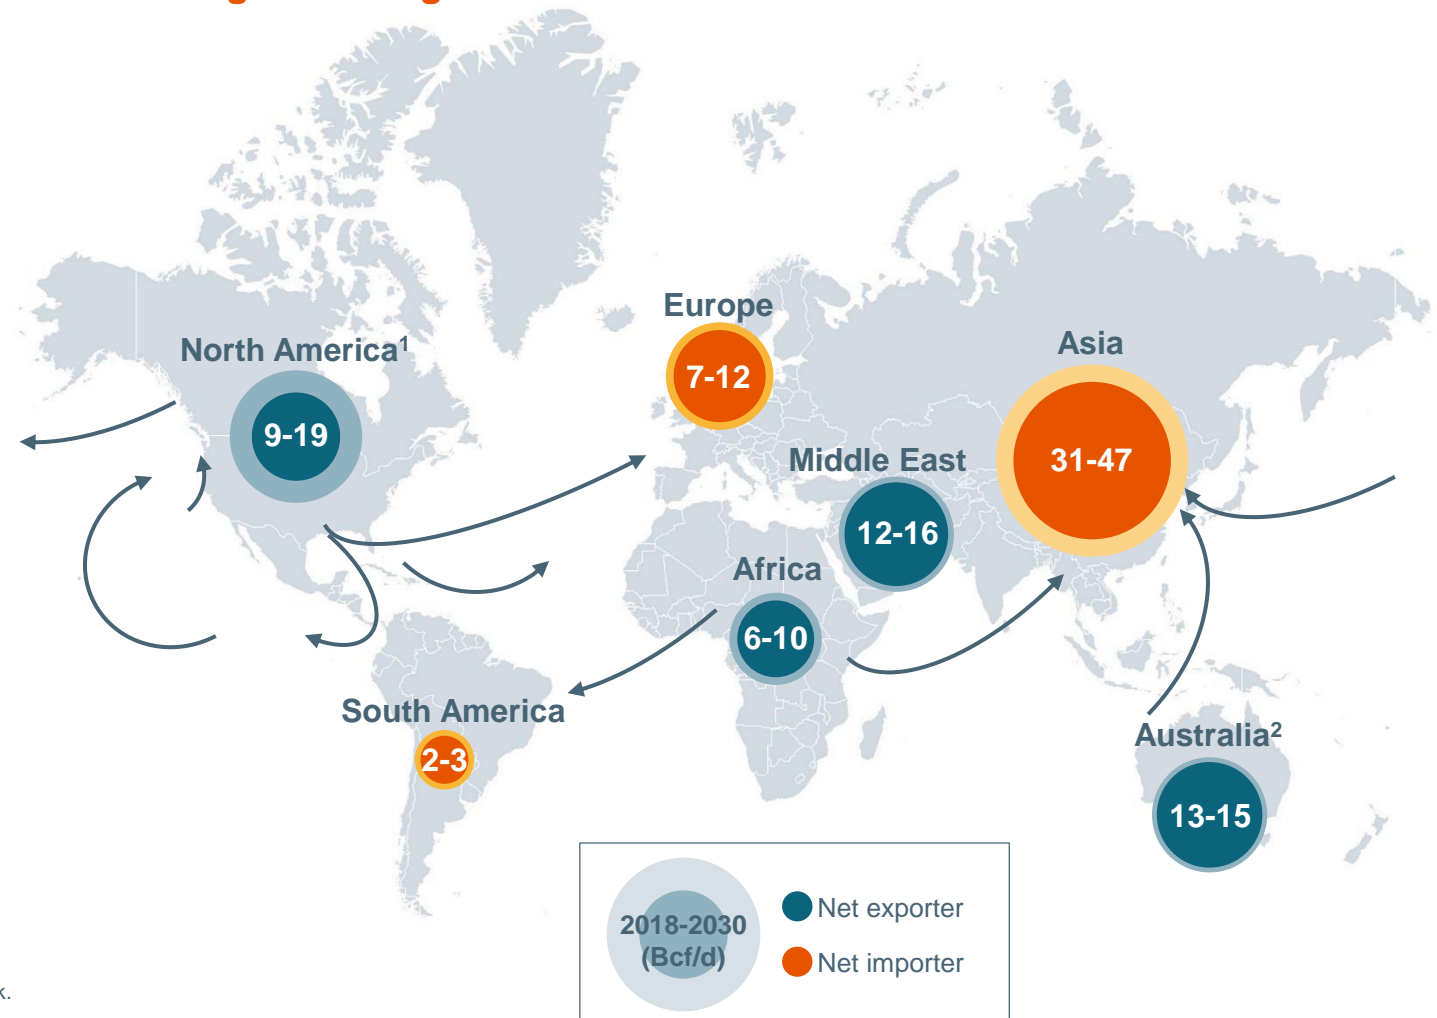 Europe
7-12
North America¹
9-19
Asia
31-47
Middle East
12-16
Africa
6-10
South America
2-3
Australia²
13-15
2018-2030
(Bcf/d)
Net exporter
Net importer
k.